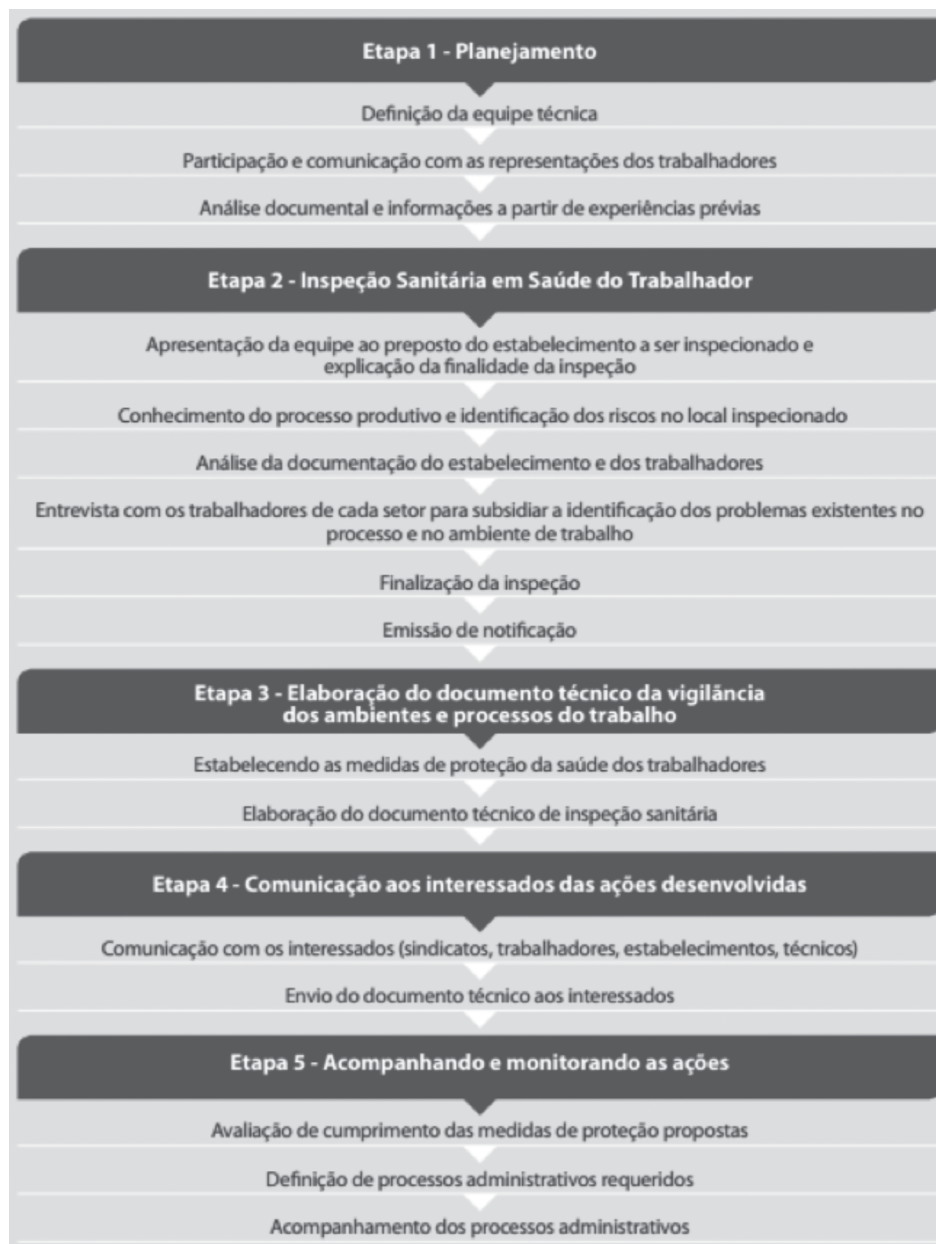 Etapa 1 - Planejamento
Definição da equipe técnica
Participação e comunicação com as representações dos trabalhadores
Análise documental e informações a partir de experiências prévias
Etapa 2 - Inspeção Sanitária em Saúde do Trabalhador
Apresentação da equipe ao preposto do estabelecimento a ser inspecionado e
explicação da finalidade da inspeção
Conhecimento do processo produtivo e identificação dos riscos no local inspecionado
Análise da documentação do estabelecimento e dos trabalhadores
Entrevista com os trabalhadores de cada setor para subsidiar a identificação dos problemas existentes no
processo e no ambiente de trabalho
Finalização da inspeção
Emissão de notificação
Etapa 3 - Elaboração do documento técnico da vigilância
dos ambientes e processos do trabalho
Estabelecendo as medidas de proteção da saúde dos trabalhadores
Elaboração do documento técnico de inspeção sanitária
Etapa 4 - Comunicação aos interessados das ações desenvolvidas
Comunicação com os interessados (sindicatos, trabalhadores, estabelecimentos, técnicos)
Envio do documento técnico aos interessados
Etapa 5 - Acompanhando e monitorando as ações
Avaliação de cumprimento das medidas de proteção propostas
Definição de processos administrativos requeridos
Acompanhamento dos processos administrativos